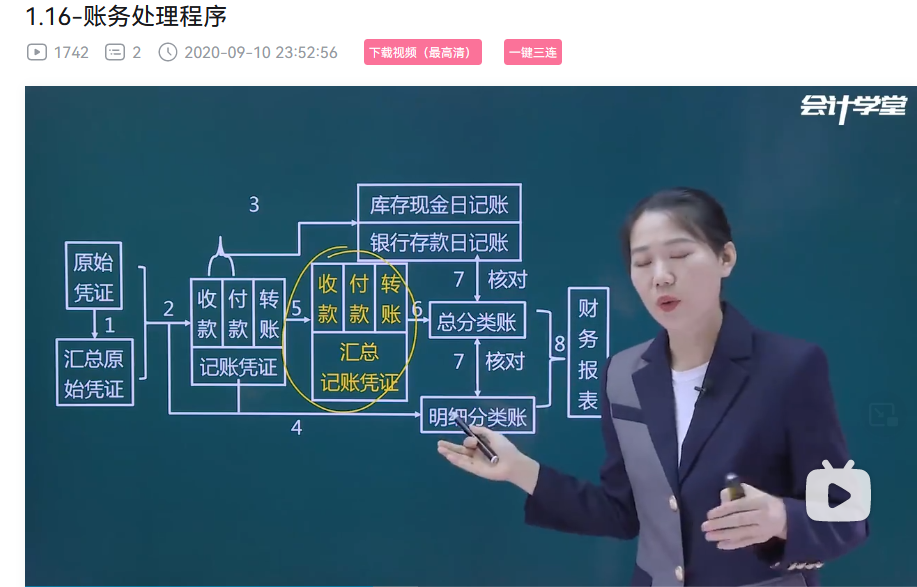 1.16-账务处理程序
1742 2 2020-09-10 23:52:56 下载视频（最高清） 一键三连
会计学堂
3
库存现金日记账
银行存款日记账
原始
凭证
1
汇总原
始凭证
2
收款
付款
转账
记账凭证
5
收款
付款
转账
汇总
记账凭证
6
7 核对
总分类账
7 核对
明细分类账
4
8
财务报表